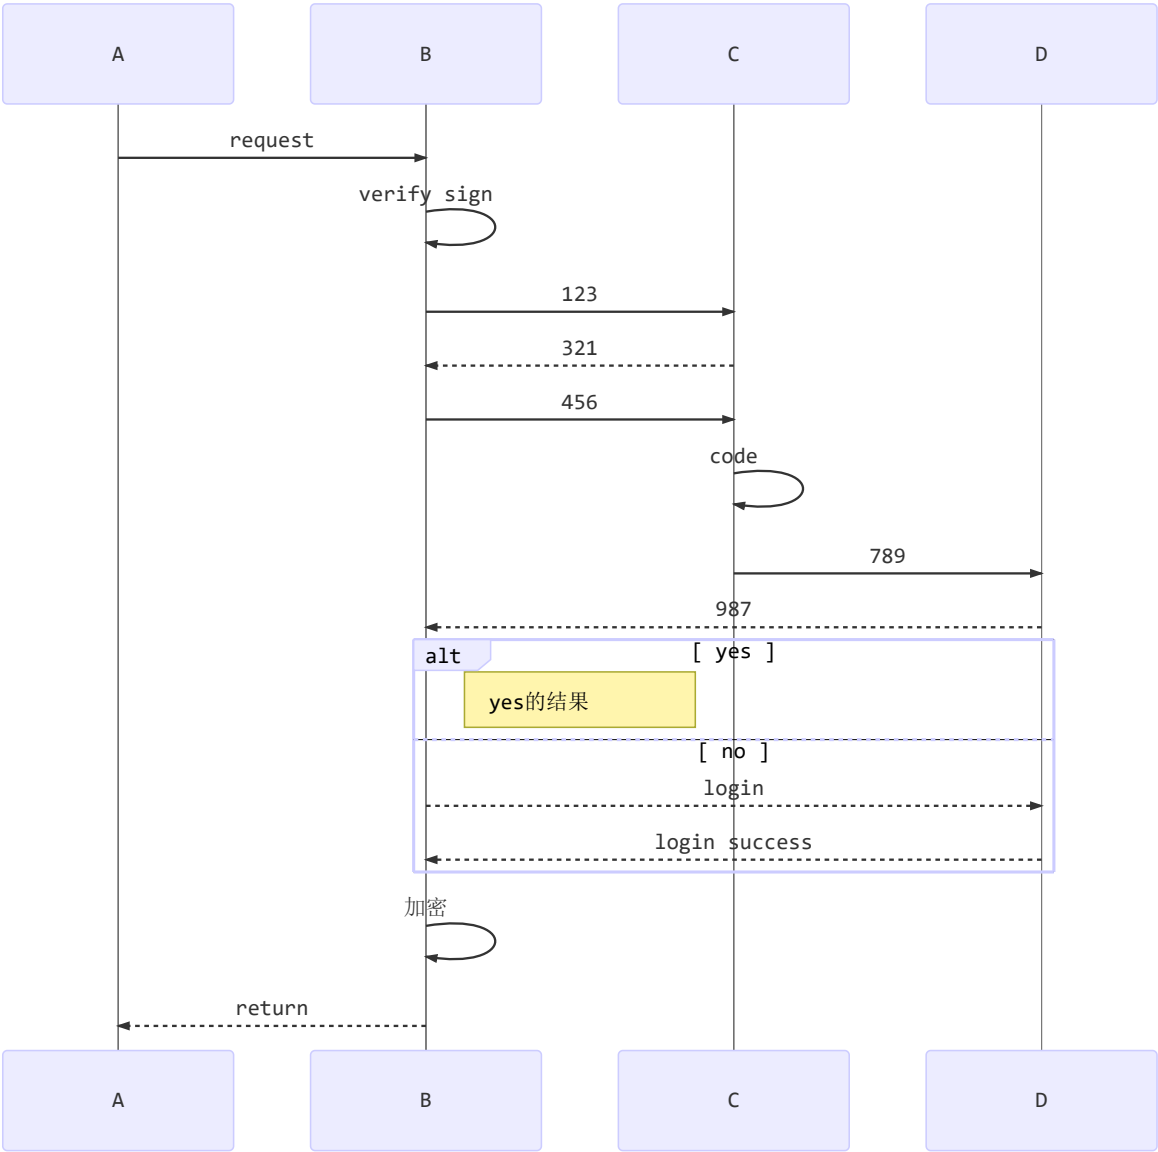 A
B
C
D
request
verify sign
123
321
456
code
789
987
alt
[ yes ]
yes的结果
[ no ]
login
login success
加密
return
A
B
C
D